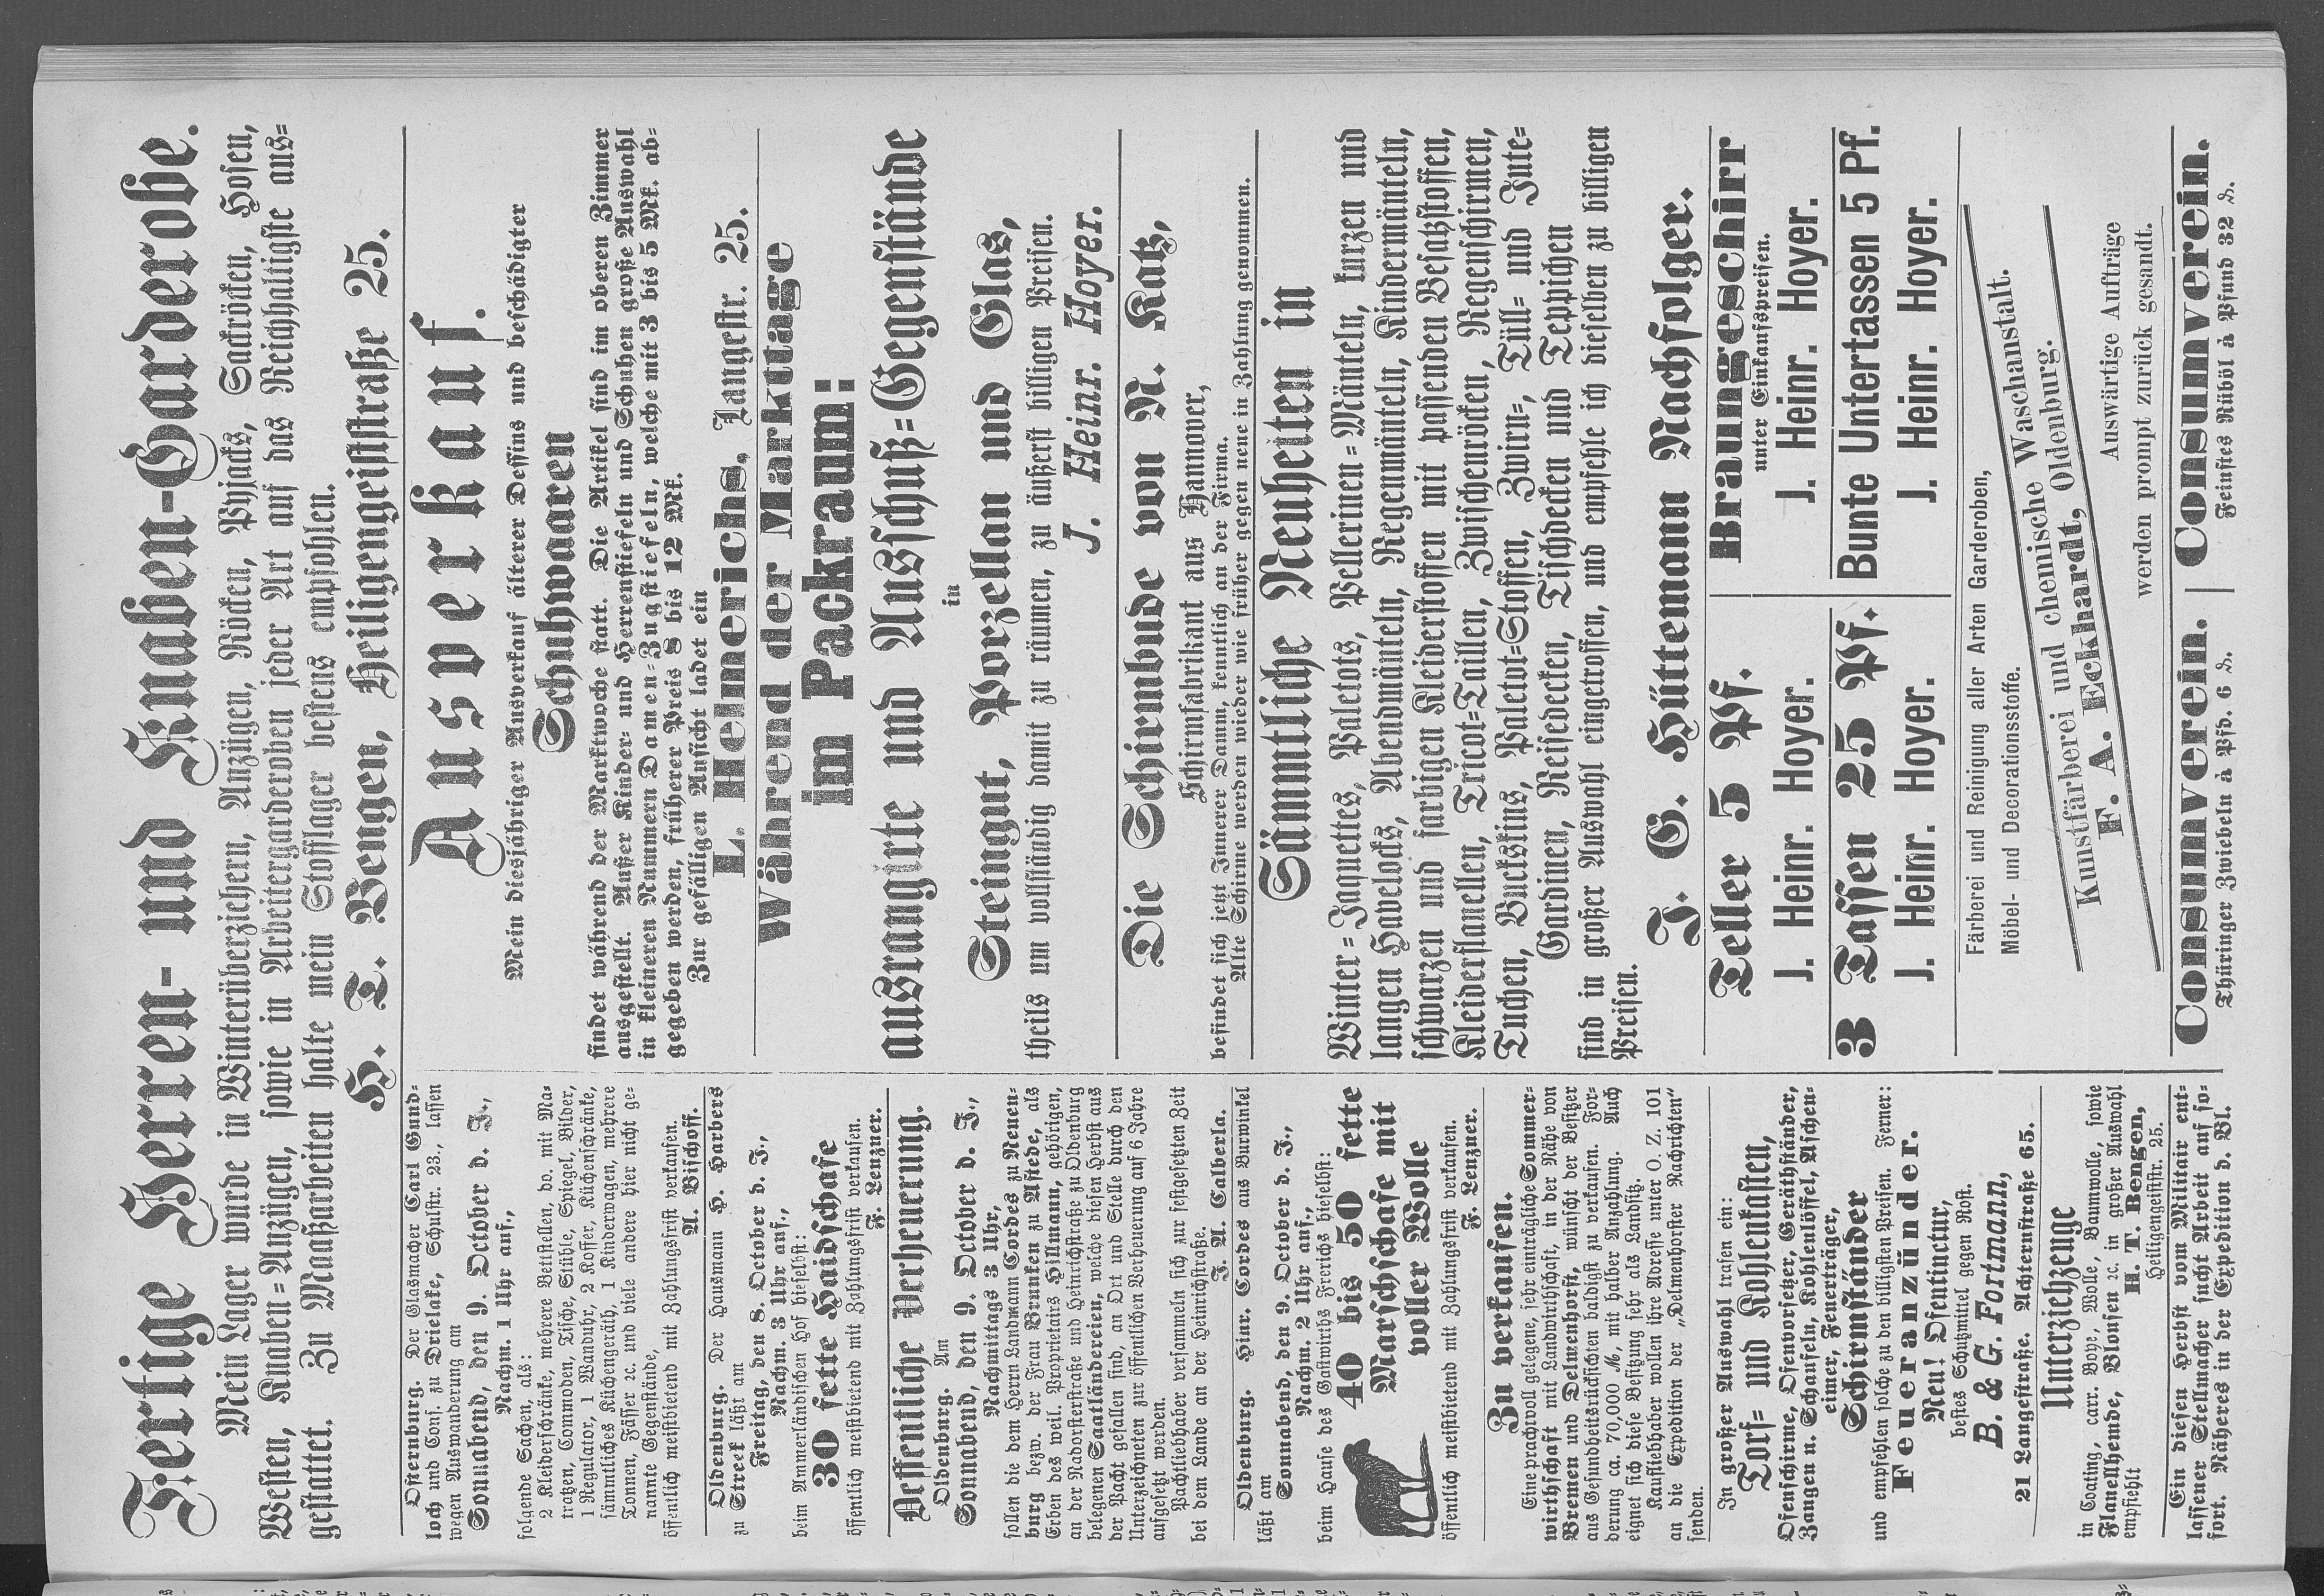 Fertige Herren- und Knaben-Garderobe.
Mein Lager wurde in Winterüberziehern, Anzügen, Röcken, Phjacks, Sackröcken, Hosen,
Westen, Knaben=Anzügen, sowie in Arbeitergarderoben jeder Art auf das Reichhaltigste aus=
gestattet. Zu Maaßarbeiten halte mein Stofflager bestens empfohlen.
H. T. Bengen, Heiligengeiststraße 25.
Osternburg. Der Glasmacher Carl Gund=
loch und Cons. zu Drielake, Schulstr. 23., lassen
wegen Auswanderung am
Sonnabend, den 9. October d. J.,
Nachm. 1 Uhr anf.,
folgende Sachen, als:
2 Kleiderschränke, mehrere Bettstellen, do. mit Ma=
tratzen, Commoden, Tische, Stühle, Spiegel, Bilder,
1 Regulator, 1 Wanduhr, 2 Koffer, Küchenschränke,
sämmtliches Küchengeräth, 1 Kinderwagen, mehrere
Tonnen, Fässer ꝛc. und viele andere hier nicht ge=
nannte Gegenstände,
öffentlich meistbietend mit Zahlungsfrist verkaufen.
A. Bischoff.
Oldenburg. Der Hausmann H. Harbers
zu Streek läßt am
Freitag, den 8. October d. J.,
Nachm. 3 Uhr anf.,
beim Ammerländischen Hof hieselbst:
30 fette Haidschafe
öffentlich meistbietend mit Zahlungsfrist verkaufen.
F. Lenzner.
Oeffentliche Verheuerung.
Oldenburg. Am
Sonnabend, den 9. October d. J.,
Nachmittags 3 Uhr,
sollen die dem Herrn Landmann Cordes zu Neuen=
burg bezw. der Frau Brunken zu Astede, als
Erben des weil. Proprietairs Hillmann, gehörigen,
an der Nadorsterstraße und Heinrichstraße zu Oldenburg
belegenen Saatländereien, welche diesen Herbst aus
der Pacht gefallen sind, an Ort und Stelle durch den
Unterzeichneten zur öffentlichen Verheuerung auf 6 Jahre
aufgesetzt werden.
Pachtliebhaber versammeln sich zur festgesetzten Zeit
bei dem Lande an der Heinrichstraße.
J. A. Calberla.
Oldenburg. Hinr. Cordes aus Burwinkel
läßt am
Sonnabend, den 9. October d. J.,
Nachm. 2 Uhr anf.,
beim Hause des Gastwirths Frerichs hieselbst:
40 bis 50 fette
Marschschafe mit
voller Wolle
öffentlich meistbietend mit Zahlungsfrist verkaufen.
F. Lenzner.
Zu verkaufen.
Eine prachtvoll gelegene, sehr einträgliche Sommer=
wirthschaft mit Landwirthschaft, in der Nähe von
Bremen und Delmenhorst, wünscht der Besitzer
aus Gesundheitsrücksichten baldigst zu verkaufen. For=
derung ca. 70,000 M, mit halber Anzahlung. Auch
eignet sich diese Besitzung sehr als Landsitz.
Kaufliebhaber wollen ihre Adresse unter O. Z. 101
an die Expedition der „Delmenhorster Nachrichten“
senden.
In großer Auswahl trafen ein:
Torf= und Kohlenkasten,
Ofenschirme, Ofenvorsetzer, Geräthständer,
Zangen u. Schaufeln, Kohlenlöffel, Aschen=
eimer, Feuerträger,
Schirmständer
und empfehlen solche zu den billigsten Preisen. Ferner:
Feueranzünder.
Neu! Ofentinctur,
bestes Schutzmittel gegen Rost.
B. & G. Fortmann,
21 Langestraße. Achternstraße 65.
Unterziehzeuge
in Coating, carr. Boye, Wolle, Baumwolle, sowie
Flanellhemde, Blousen ꝛc. in großer Auswahl
empfiehlt
H. T. Bengen,
Heiligengeiststr. 25.
Ein diesen Herbst vom Militair ent=
lassener Stellmacher sucht Arbeit auf so=
fort. Näheres in der Expedition d. Bl.
Ausverkauf.
Mein diesjähriger Ausverkauf älterer Dessins und beschädigter
Schuhwaaren
findet während der Marktwoche statt. Die Artikel sind im oberen Zimmer
ausgestellt. Außer Kinder= und Herrenstiefeln und Schuhen große Auswahl
in kleineren Nummern Damen=Zugstiefeln, welche mit 3 bis 5 Mk. ab=
gegeben werden, früherer Preis 8 bis 12 Mk.
Zur gefälligen Ansicht ladet ein
L. Helmerichs, Langestr. 25.
Während der Markttage
im Packraum:
ausrangirte und Ausschuß=Gegenstände
in
Steingut, Porzellan und Glas,
theils um vollständig damit zu räumen, zu äußerst billigen Preisen.
J. Heinr. Hoyer.
Die Schirmbude von N. Katz,
Schirmfabrikant aus Hannover,
befindet sich jetzt Innerer Damm, kenntlich an der Firma.
Alte Schirme werden wieder wie früher gegen neue in Zahlung genommen.
Sämmtliche Neuheiten in
Winter=Jaquettes, Paletots, Pellerinen=Mänteln, kurzen und
langen Havelocks, Abendmänteln, Regenmänteln, Kindermänteln,
schwarzen und farbigen Kleiderstoffen mit passenden Besatzstoffen,
Kleiderflanellen, Tricot=Taillen, Zwischenröcken, Regenschirmen,
Tuchen, Buckskins, Paletot=Stoffen, Zwirn=, Tüll= und Jute=
Gardinen, Reisedecken, Tischdecken und Teppichen
sind in großer Auswahl eingetroffen, und empfehle ich dieselben zu billigen
Preisen.
J. G. Hüttemann Nachfolger.
Teller 5 Pf.
J. Heinr. Hoyer.
Braungeschirr
unter Einkaufspreisen.
J. Heinr. Hoyer.
3 Tassen 25 Pf.
J. Heinr. Hoyer.
Bunte Untertassen 5 Pf.
J. Heinr. Hoyer.
Färberei und Reinigung aller Arten Garderoben,
Möbel- und Decorationsstoffe.
Kunstfärberei und chemische Waschanstalt.
F. A. Eckhardt, Oldenburg.
Auswärtige Aufträge
werden prompt zurück gesandt.
Consumverein.
Thüringer Zwiebeln à Pfd. 6 ₰.
Consumverein.
Feinstes Rüböl à Pfund 32 ₰.